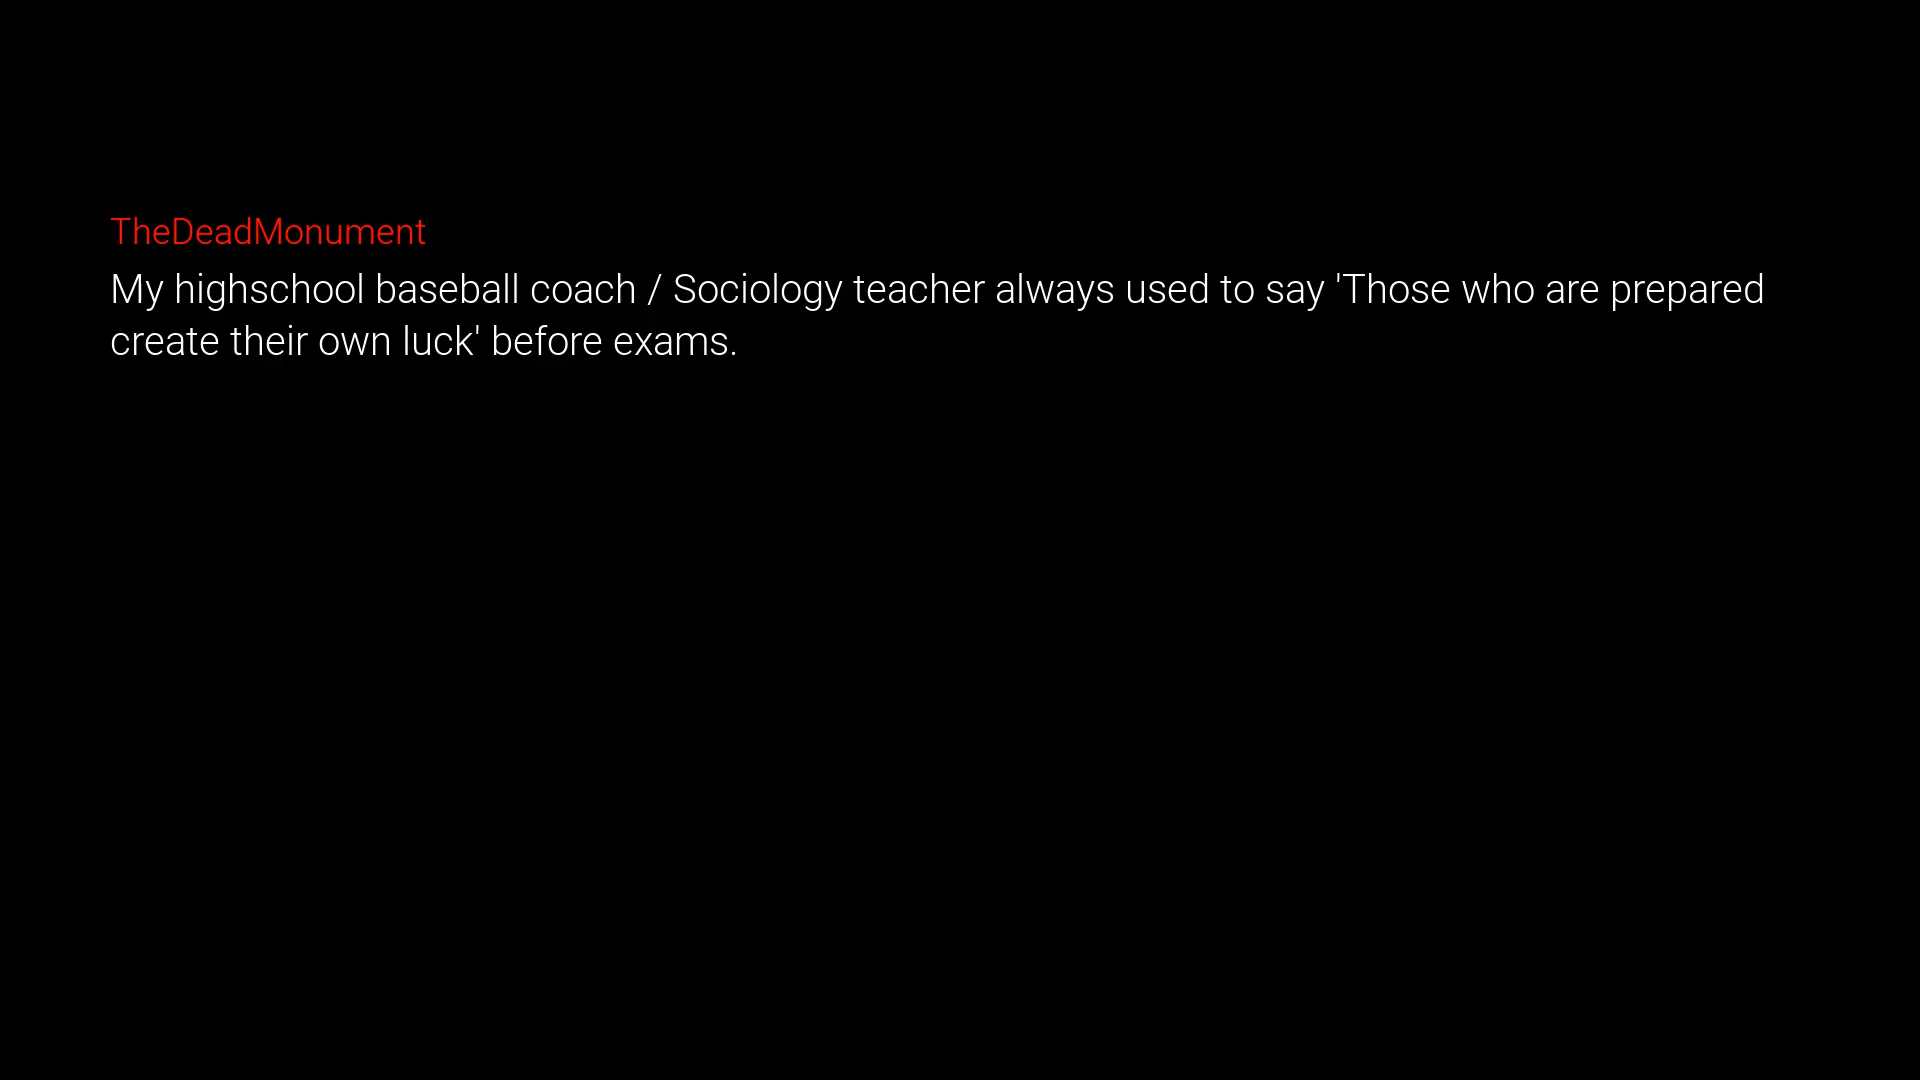 TheDeadMonument
My highschool baseball coach / Sociology teacher always used to say 'Those who are prepared
create their own luck' before exams.